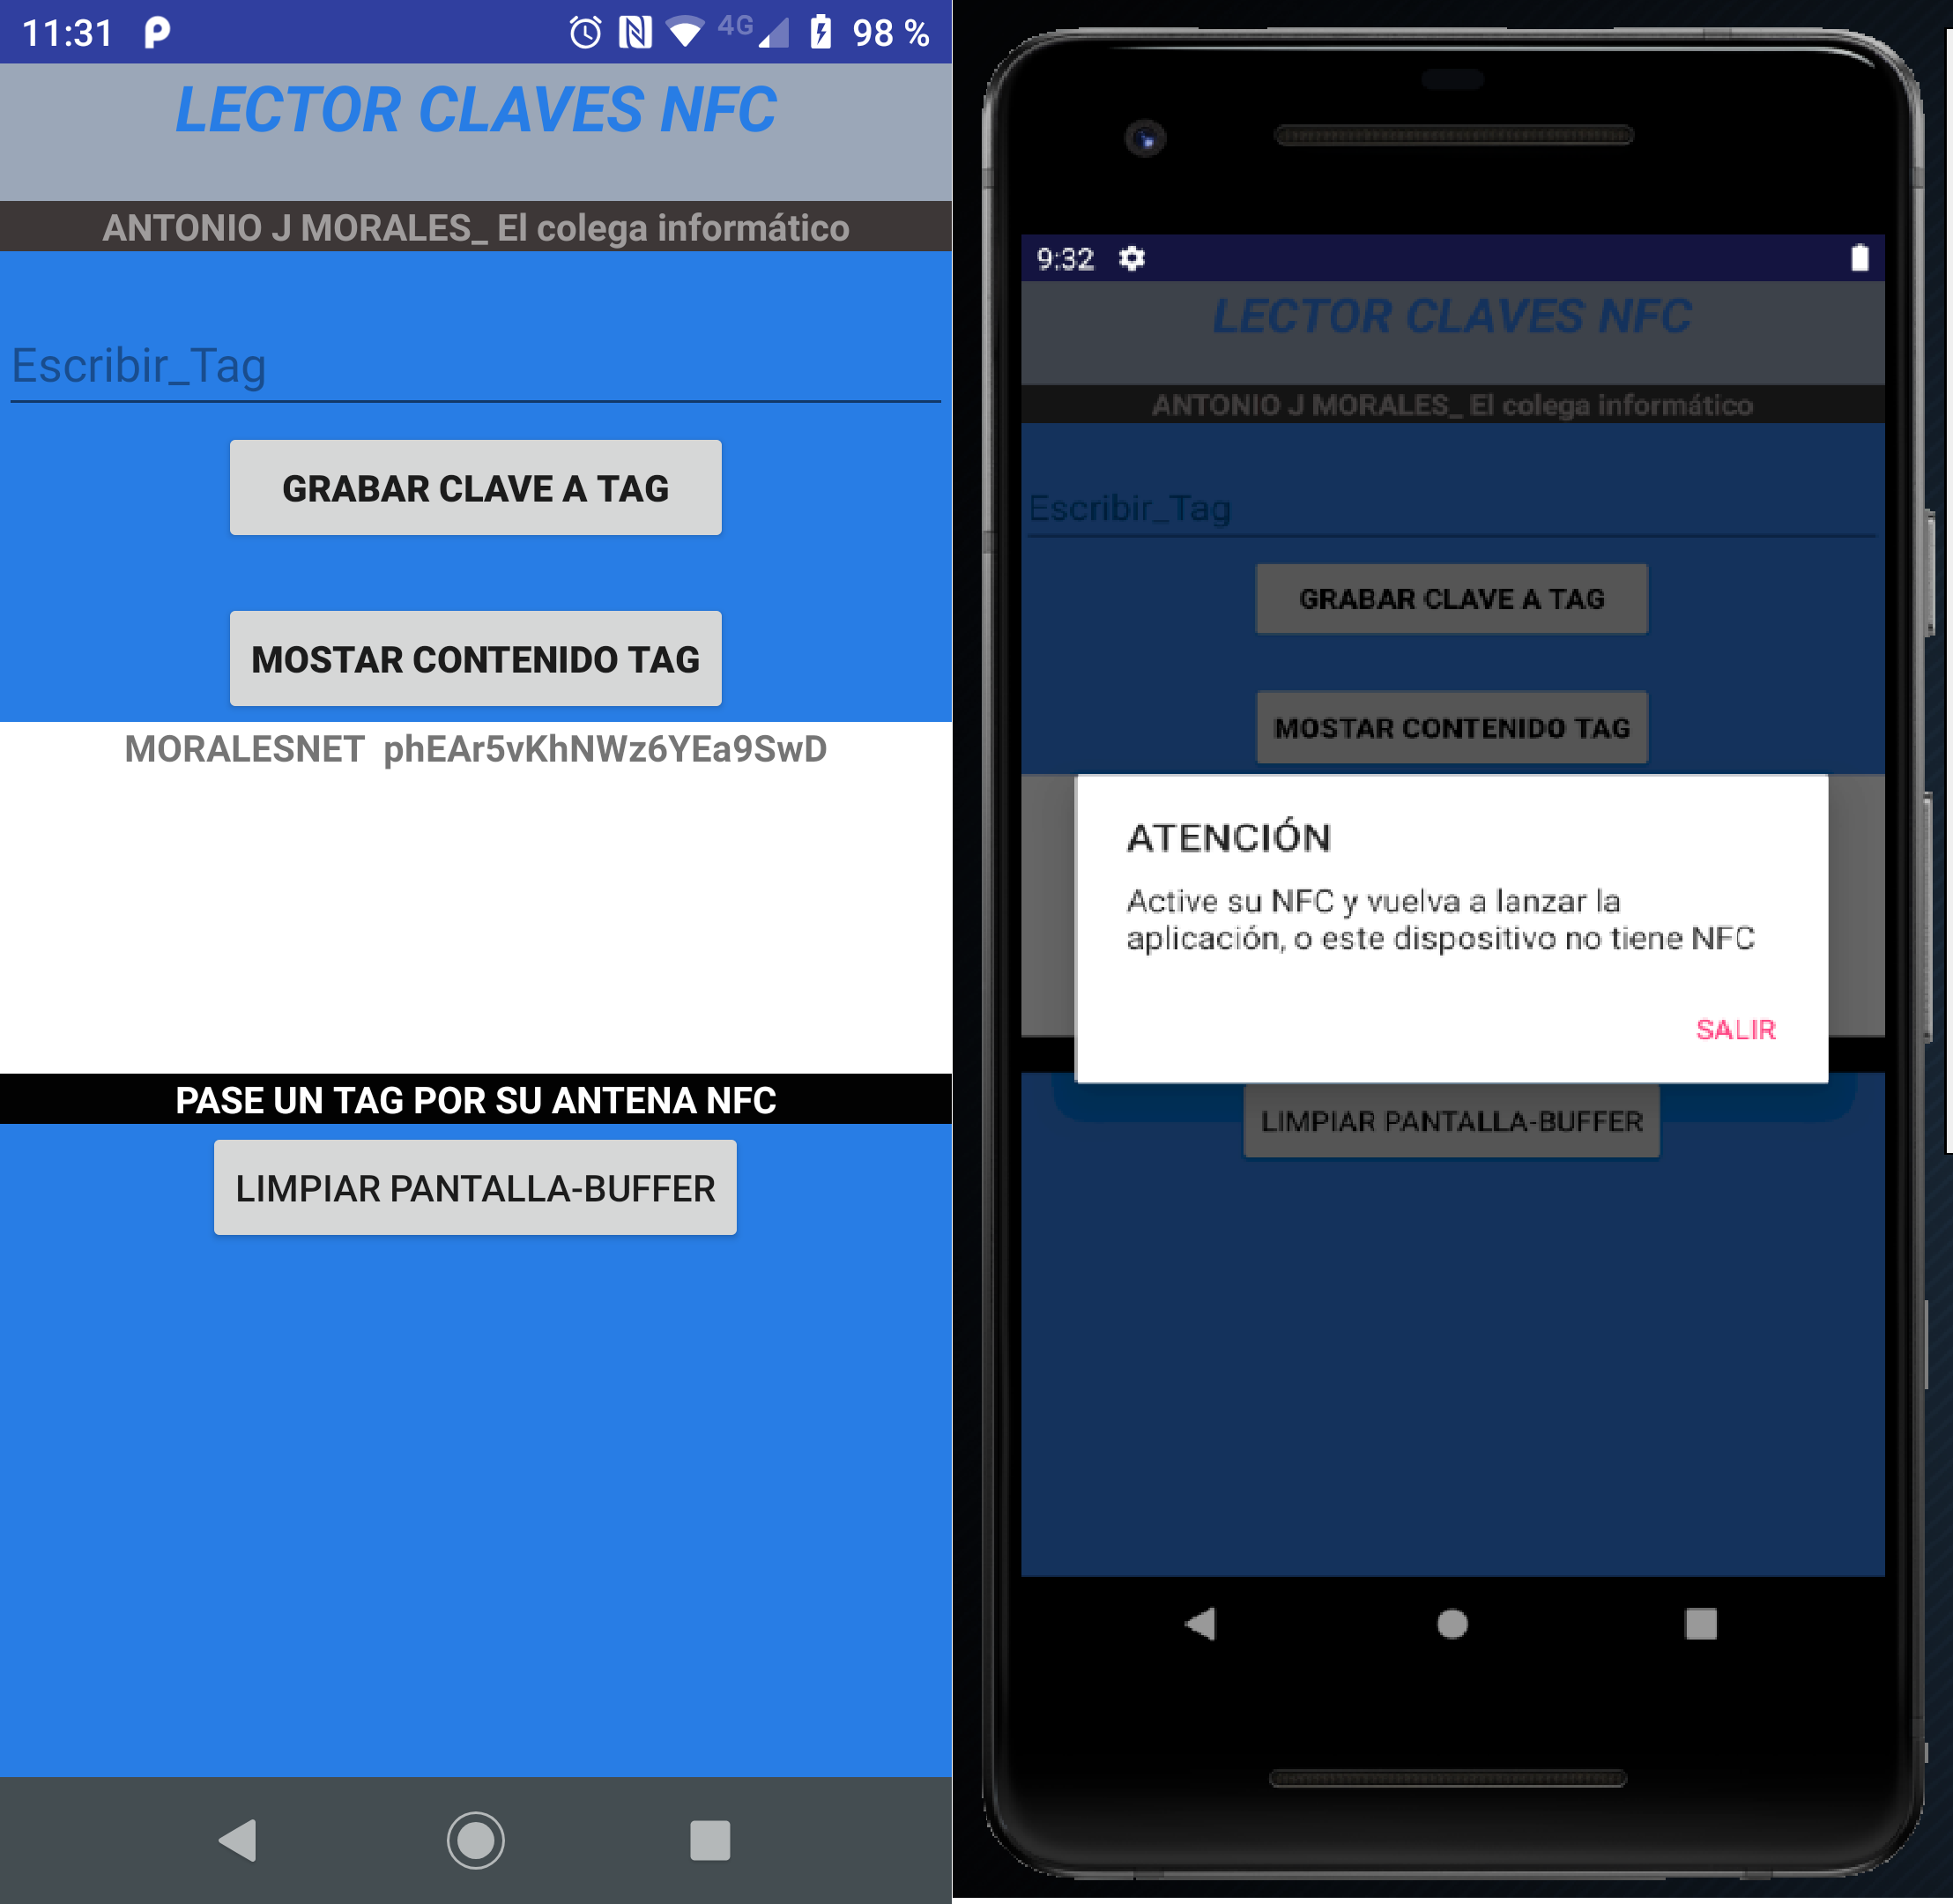 11:31
4G
98 %
LECTOR CLAVES NFC
ANTONIO J MORALES_ El colega informático
Escribir_Tag
GRABAR CLAVE A TAG
MOSTAR CONTENIDO TAG
MORALESNET phEAr5vKhNWz6YEa9SwD
PASE UN TAG POR SU ANTENA NFC
LIMPIAR PANTALLA-BUFFER
9:32
LECTOR CLAVES NFC
ANTONIO J MORALES_ El colega informático
Escribir_Tag
GRABAR CLAVE A TAG
MOSTAR CONTENIDO TAG
ATENCIÓN
Active su NFC y vuelva a lanzar la
aplicación, o este dispositivo no tiene NFC
SALIR
LIMPIAR PANTALLA-BUFFER